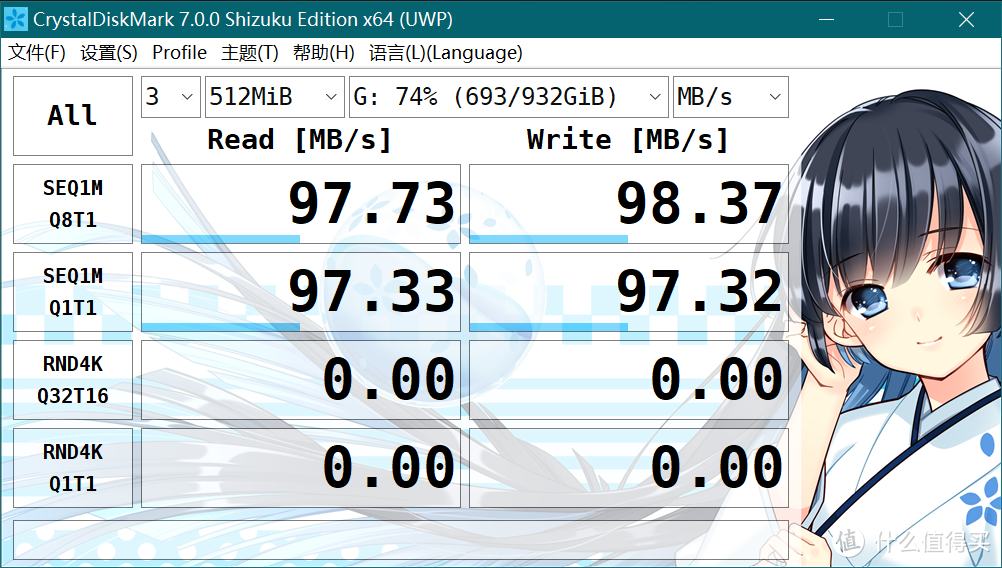 CrystalDiskMark 7.0.0 Shizuku Edition x64 (UWP)
文件(F) 设置(S) Profile 主题(T) 帮助(H) 语言(L)(Language)
All 3 512MiB G: 74% (693/932GiB) MB/s
Read [MB/s] Write [MB/s]
SEQ1M
Q8T1 97.73 98.37
SEQ1M
Q1T1 97.33 97.32
RND4K
Q32T16 0.00 0.00
RND4K
Q1T1 0.00 0.00
值 什么值得买